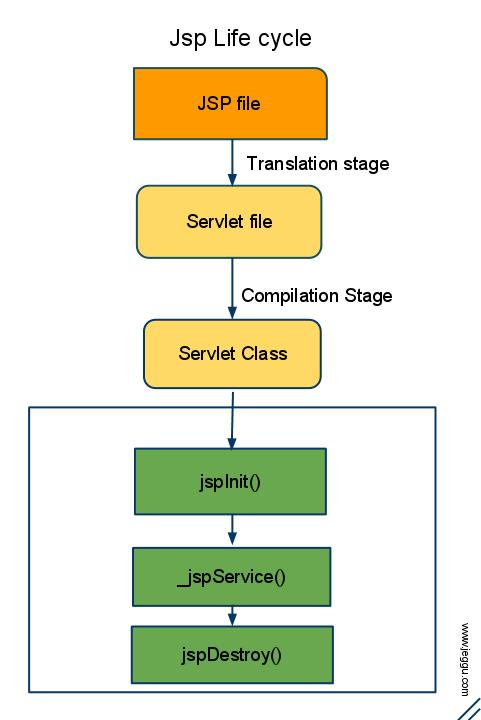 Jsp Life cycle
JSP file
Translation stage
Servlet file
Compilation Stage
Servlet Class
jspInit()
_jspService()
jspDestroy()
www.jeggu.com